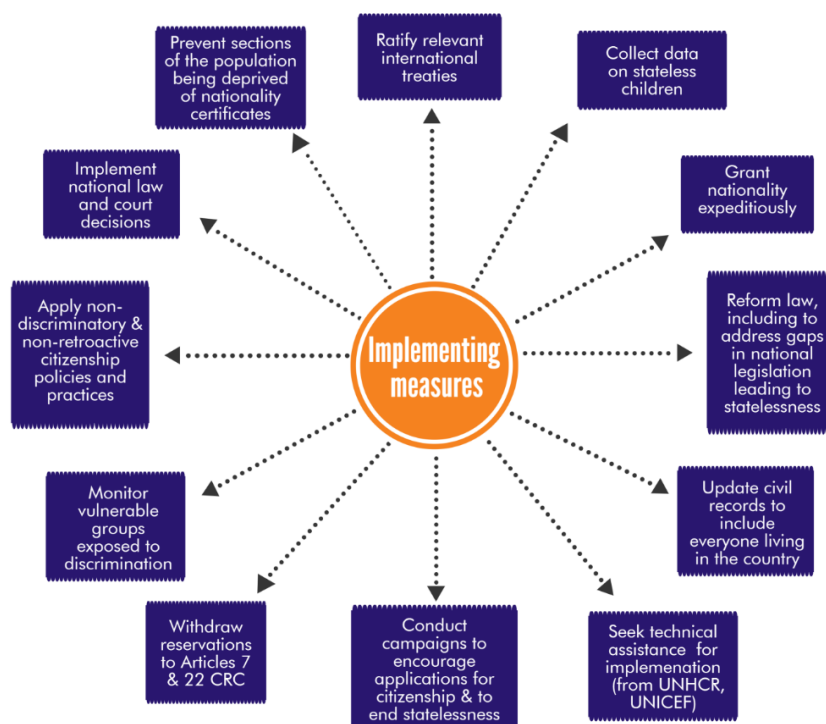 Implementing
measures
Ratify relevant
international
treaties
Collect data
on stateless
children
Grant
nationality
expeditiously
Reform law,
including to
address gaps
in national
legislation
leading to
statelessness
Update civil
records to
include
everyone living
in the country
Seek technical
assistance for
implemenation
(from UNHCR,
UNICEF)
Conduct
campaigns to
encourage
applications for
citizenship & to
end statelessness
Withdraw
reservations
to Articles 7
& 22 CRC
Monitor
vulnerable
groups
exposed to
discrimination
Apply non-
discriminatory &
non-retroactive
citizenship
policies and
practices
Implement
national law
and court
decisions
Prevent sections
of the population
being deprived
of nationality
certificates